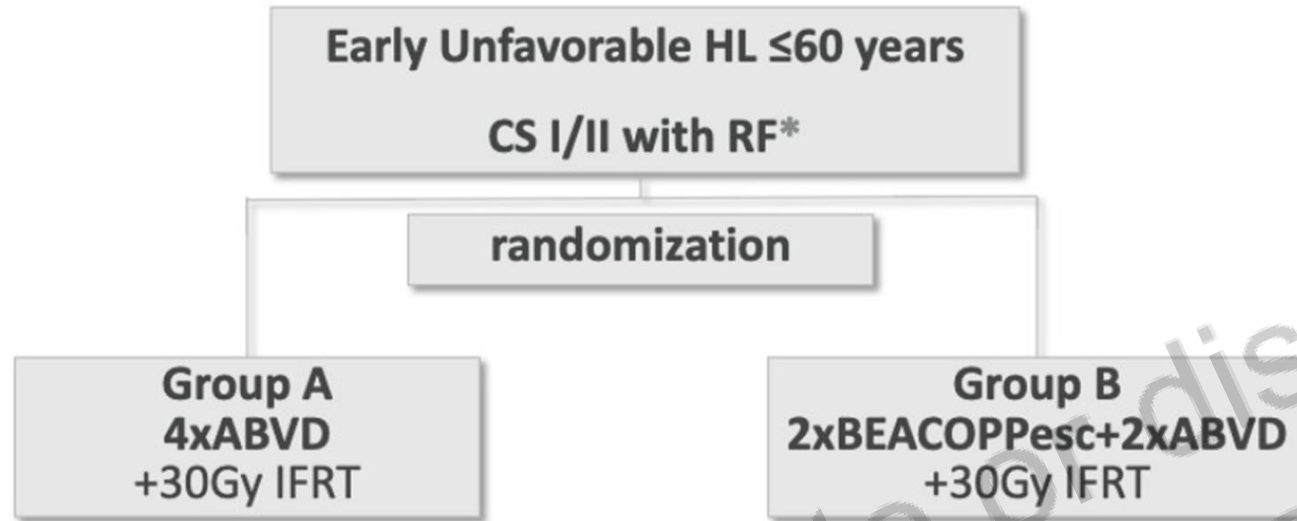 Early Unfavorable HL ≤60 years
CS I/II with RF*
randomization
Group A
4xABVD
+30Gy IFRT
Group B
2xBEACOPPesc+2xABVD
+30Gy IFRT